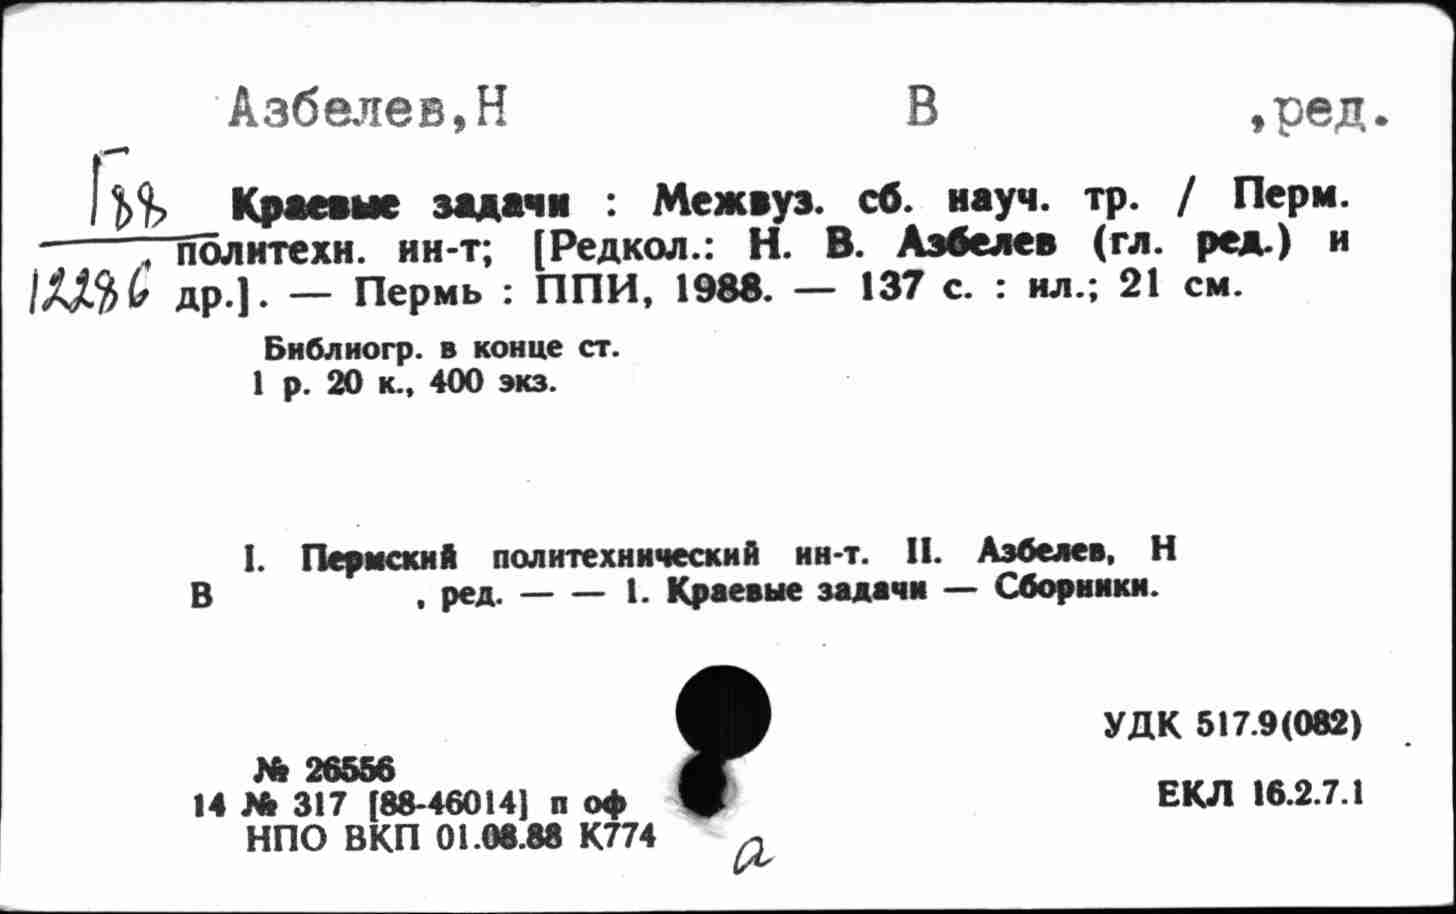 Азбелев,Н В ,ред.
Г88
12286
Краевые задачи : Межвуз. сб. науч. тр. / Перм.
политехн. ин-т; [Редкол.: Н. В. Азбелев (гл. ред.) и
др.]. — Пермь : ППИ, 1988. — 137 с. : ил.; 21 см.
Библиогр. в конце ст.
1 р. 20 к., 400 экз.
I. Пермский политехнический ин-т. II. Азбелев, Н
В , ред. — — 1. Краевые задачи — Сборники.
УДК 517.9(082)
№ 26556
14 № 317 [88-46014] п оф
ЕКЛ 16.2.7.1
НПО ВКП 01.08.88 К774
а